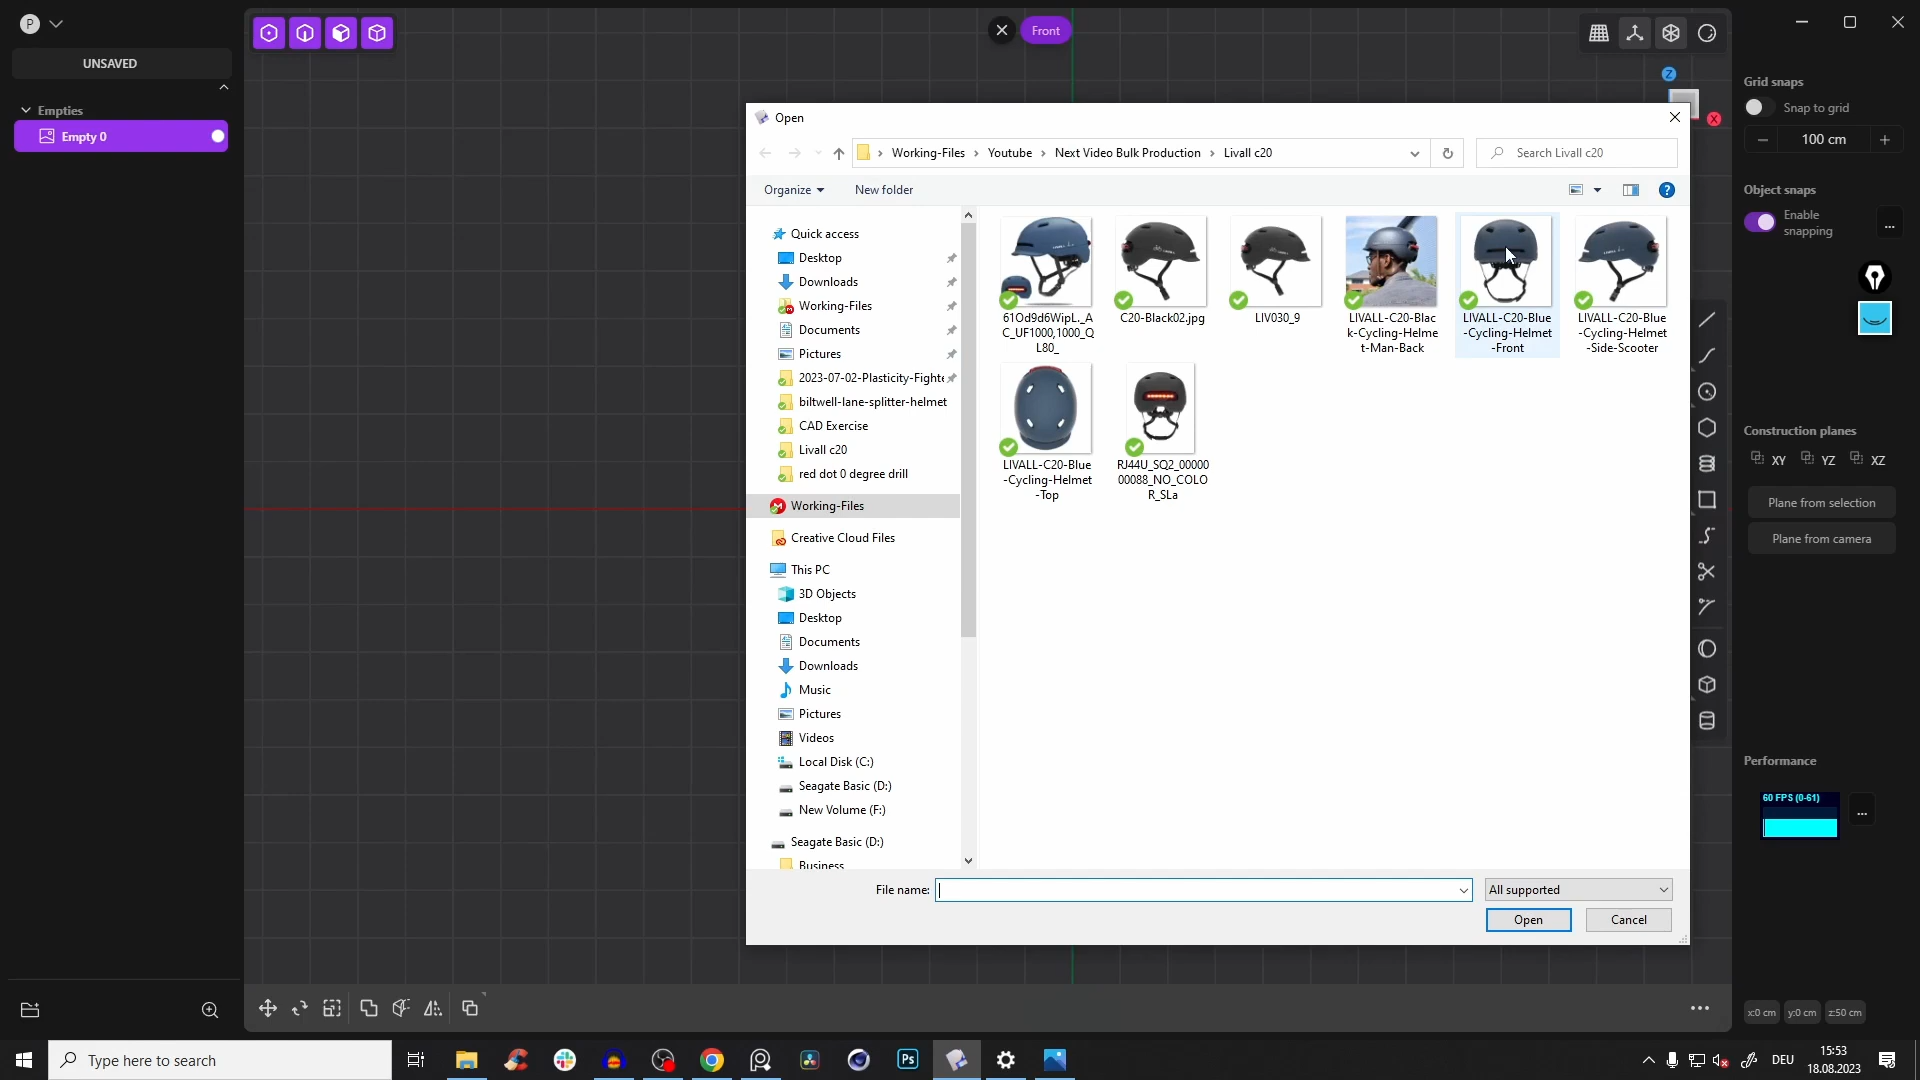 P
UNSAVED
Empties
Empty 0
Front
Z
X
Open
Working-Files
Youtube
Next Video Bulk Production
Livall c20
Search Livall c20
Organize
New folder
Quick access
Desktop
Downloads
Working-Files
Documents
Pictures
2023-07-02-Plasticity-Fighte
biltwell-lane-splitter-helmet
CAD Exercise
Livall c20
red dot 0 degree drill
Working-Files
Creative Cloud Files
This PC
3D Objects
Desktop
Documents
Downloads
Music
Pictures
Videos
Local Disk (C:)
Seagate Basic (D:)
New Volume (F:)
Seagate Basic (D:)
Business
61Od9d6WipL._A
C_UF1000,1000_Q
L80_
C20-Black02.jpg
LIV030_9
LIVALL-C20-Blac
k-Cycling-Helme
t-Man-Back
LIVALL-C20-Blue
-Cycling-Helmet
-Front
LIVALL-C20-Blue
-Cycling-Helmet
-Side-Scooter
LIVALL-C20-Blue
-Cycling-Helmet
-Top
RJ44U_SQ2_00000
00088_NO_COLO
R_SLa
File name:
All supported
Open
Cancel
Grid snaps
Snap to grid
100 cm
Object snaps
Enable
snapping
...
Construction planes
XY
YZ
XZ
Plane from selection
Plane from camera
Performance
60 FPS (0-61)
...
x:0 cm
y:0 cm
z:50 cm
Type here to search
Ps
DEU
15:53
18.08.2023